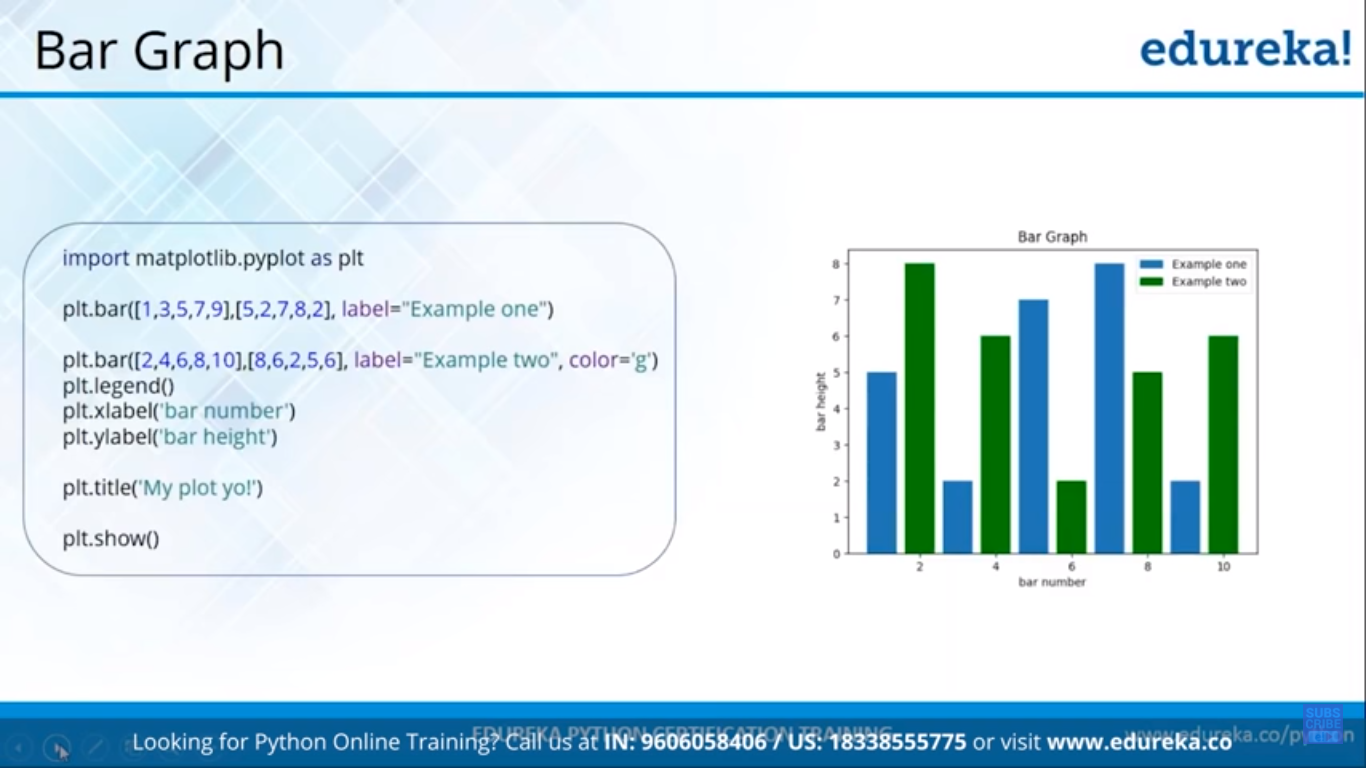 Bar Graph
edureka!
import matplotlib.pyplot as plt
plt.bar([1,3,5,7,9],[5,2,7,8,2], label="Example one")
plt.bar([2,4,6,8,10],[8,6,2,5,6], label="Example two", color='g')
plt.legend()
plt.xlabel('bar number')
plt.ylabel('bar height')
plt.title('My plot yo!')
plt.show()
Bar Graph
Example one
Example two
bar height
8
7
6
5
4
3
2
1
0
2 4 6 8 10
bar number
EDUREKA PYTHON CERTIFICATION TRAINING
www.edureka.co/python
SUBSCRIBE
Looking for Python Online Training? Call us at IN: 9606058406 / US: 18338555775 or visit www.edureka.co